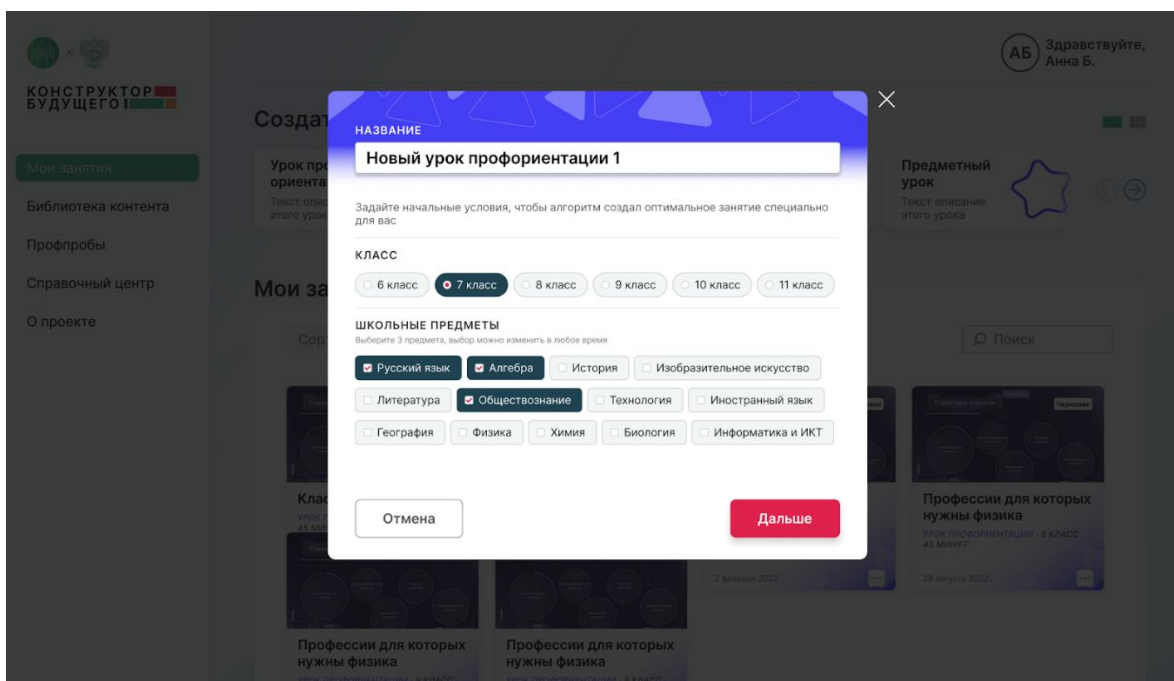 КОНСТРУКТОР
БУДУЩЕГО
АБ
Здравствуйте,
Анна Б.
Мои занятия
Библиотека контента
Профпробы
Справочный центр
О проекте
НАЗВАНИЕ
Новый урок профориентации 1
Задайте начальные условия, чтобы алгоритм создал оптимальное занятие специально
для вас
КЛАСС
6 класс 7 класс 8 класс 9 класс 10 класс 11 класс
ШКОЛЬНЫЕ ПРЕДМЕТЫ
Выберите 3 предмета, выбор можно изменить в любое время
Русский язык Алгебра История Изобразительное искусство
Литература Обществознание Технология Иностранный язык
География Физика Химия Биология Информатика и ИКТ
Отмена Дальше
Предметный
урок
Текст описание
этого урока
Поиск
Черновик
Профессии для которых
нужны физика
УРОК ПРОФОРИЕНТАЦИИ - 8 КЛАСС
45 МИНУТ
2 февраля 2022
28 августа 2022
Профессии для которых
нужны физика
Профессии для которых
нужны физика